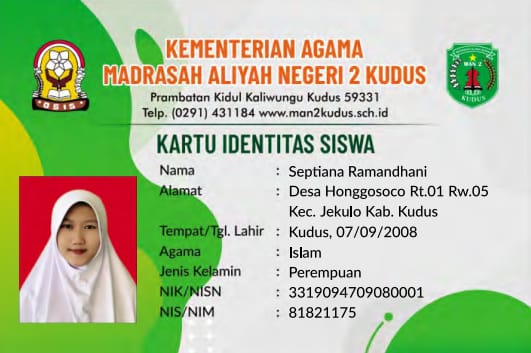 KEMENTERIAN AGAMA
MADRASAH ALIYAH NEGERI 2 KUDUS
Prambatan Kidul Kaliwungu Kudus 59331
Telp. (0291) 431184 www.man2kudus.sch.id
OSIS
MAN 2
KUDUS
KARTU IDENTITAS SISWA
Nama : Septiana Ramandhani
Alamat : Desa Honggosoco Rt.01 Rw.05
Kec. Jekulo Kab. Kudus
Tempat/Tgl. Lahir : Kudus, 07/09/2008
Agama : Islam
Jenis Kelamin : Perempuan
NIK/NISN : 3319094709080001
NIS/NIM : 81821175